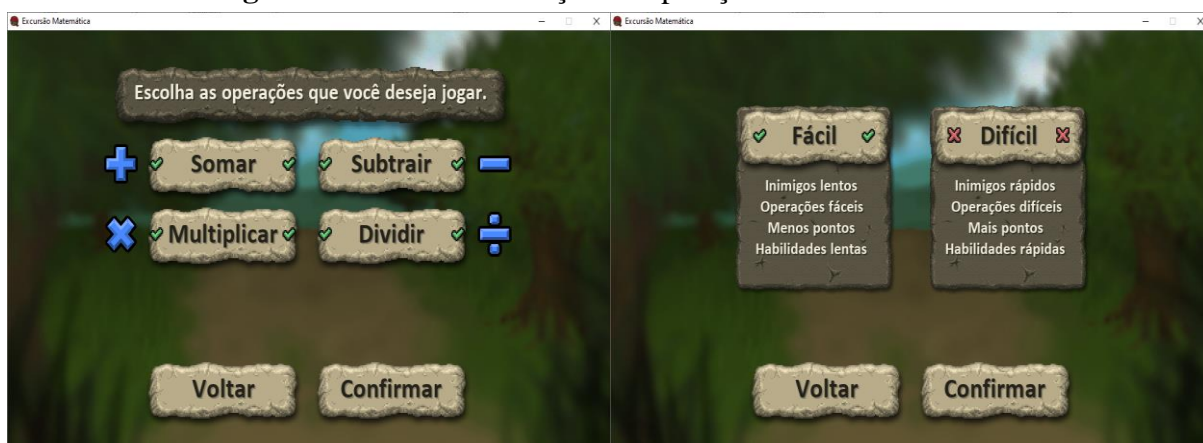 Excursão Matemática
Escolha as operações que você deseja jogar.
Somar
Subtrair
Multiplicar
Dividir
Voltar
Confirmar
Excursão Matemática
Fácil
Inimigos lentos
Operações fáceis
Menos pontos
Habilidades lentas
Difícil
Inimigos rápidos
Operações difíceis
Mais pontos
Habilidades rápidas
Voltar
Confirmar